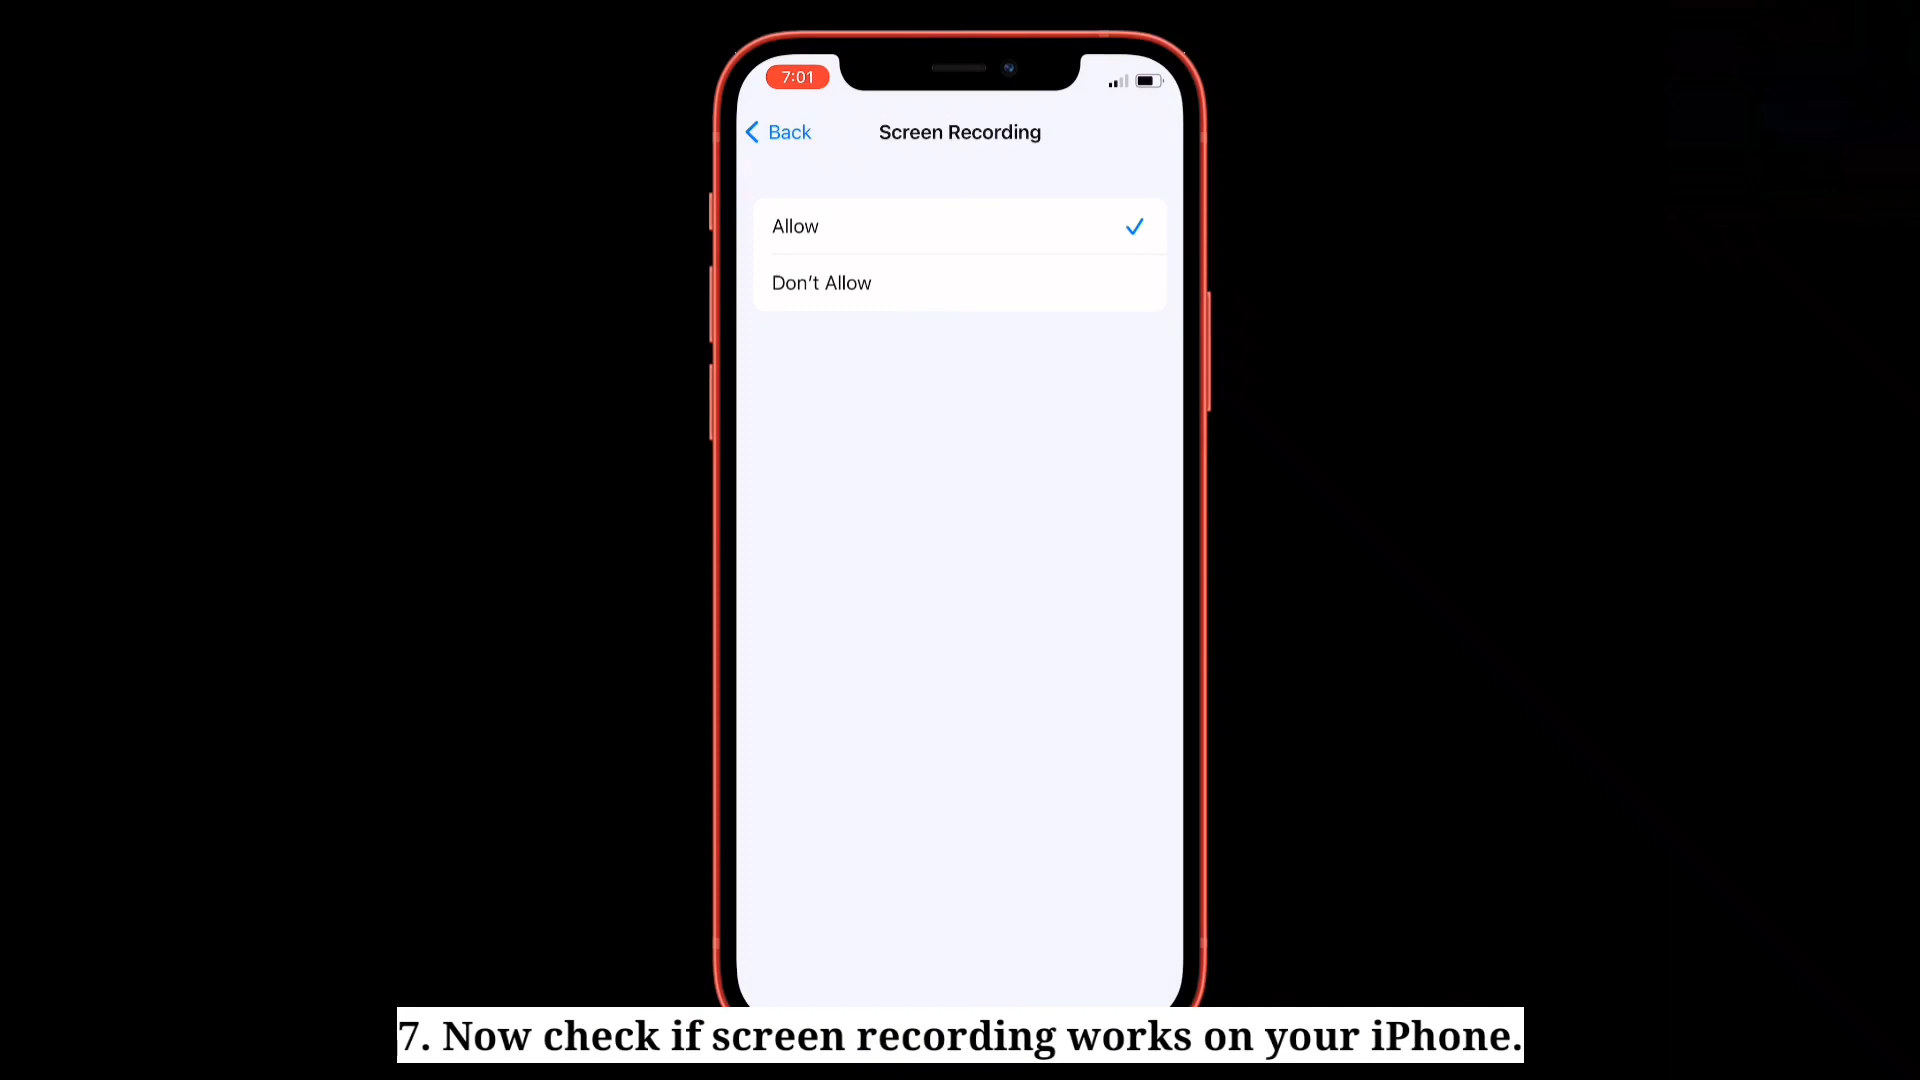 7:01
Back
Screen Recording
Allow
Don’t Allow
7. Now check if screen recording works on your iPhone.